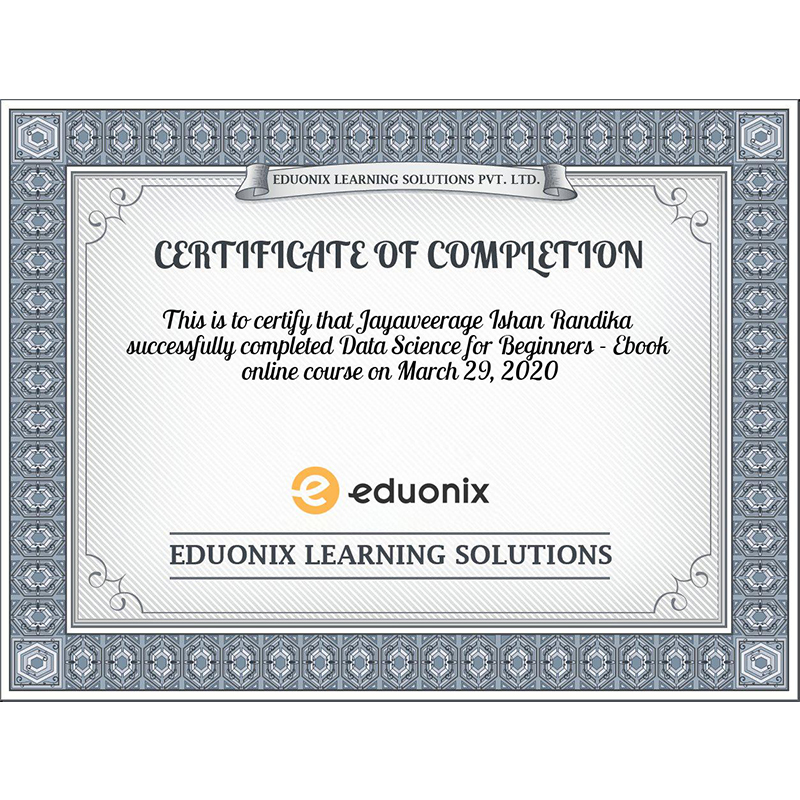 EDUONIX LEARNING SOLUTIONS PVT. LTD.
CERTIFICATE OF COMPLETION
This is to certify that Jayaweerage Ishan Randika
successfully completed Data Science for Beginners - Ebook
online course on March 29, 2020
eduonix
EDUONIX LEARNING SOLUTIONS